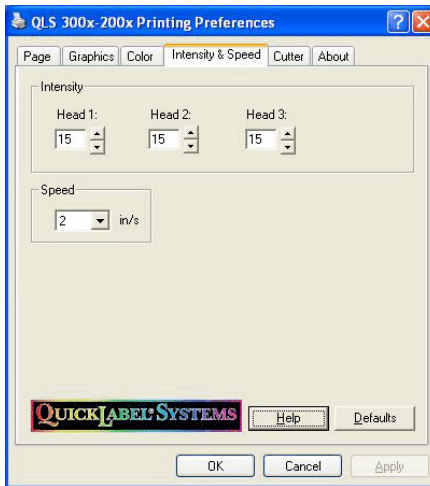 QLS 300x-200x Printing Preferences
Page Graphics Color Intensity & Speed Cutter About
Intensity
Head 1: Head 2: Head 3:
15 15 15
Speed
2 in/s
QUICKLABEL® SYSTEMS Help Defaults
OK Cancel Apply